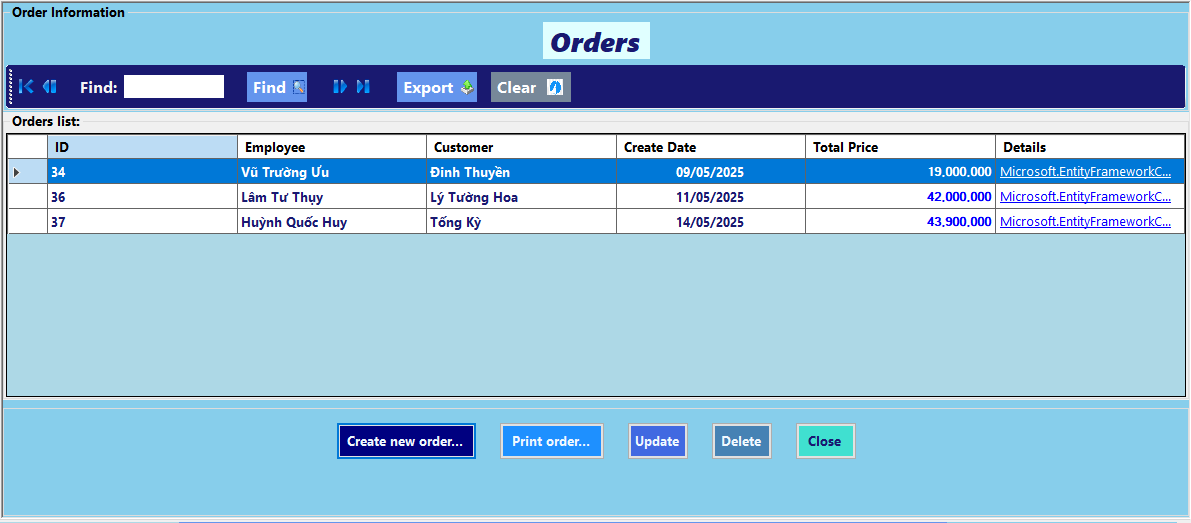 Order Information
Orders
Find: Find Export Clear
Orders list:
ID Employee Customer Create Date Total Price Details
34 Vũ Trường Ưu Đinh Thuyền 09/05/2025 19,000,000 Microsoft.EntityFrameworkC...
36 Lâm Tư Thụy Lý Tường Hoa 11/05/2025 42,000,000 Microsoft.EntityFrameworkC...
37 Huỳnh Quốc Huy Tống Kỳ 14/05/2025 43,900,000 Microsoft.EntityFrameworkC...
Create new order... Print order... Update Delete Close